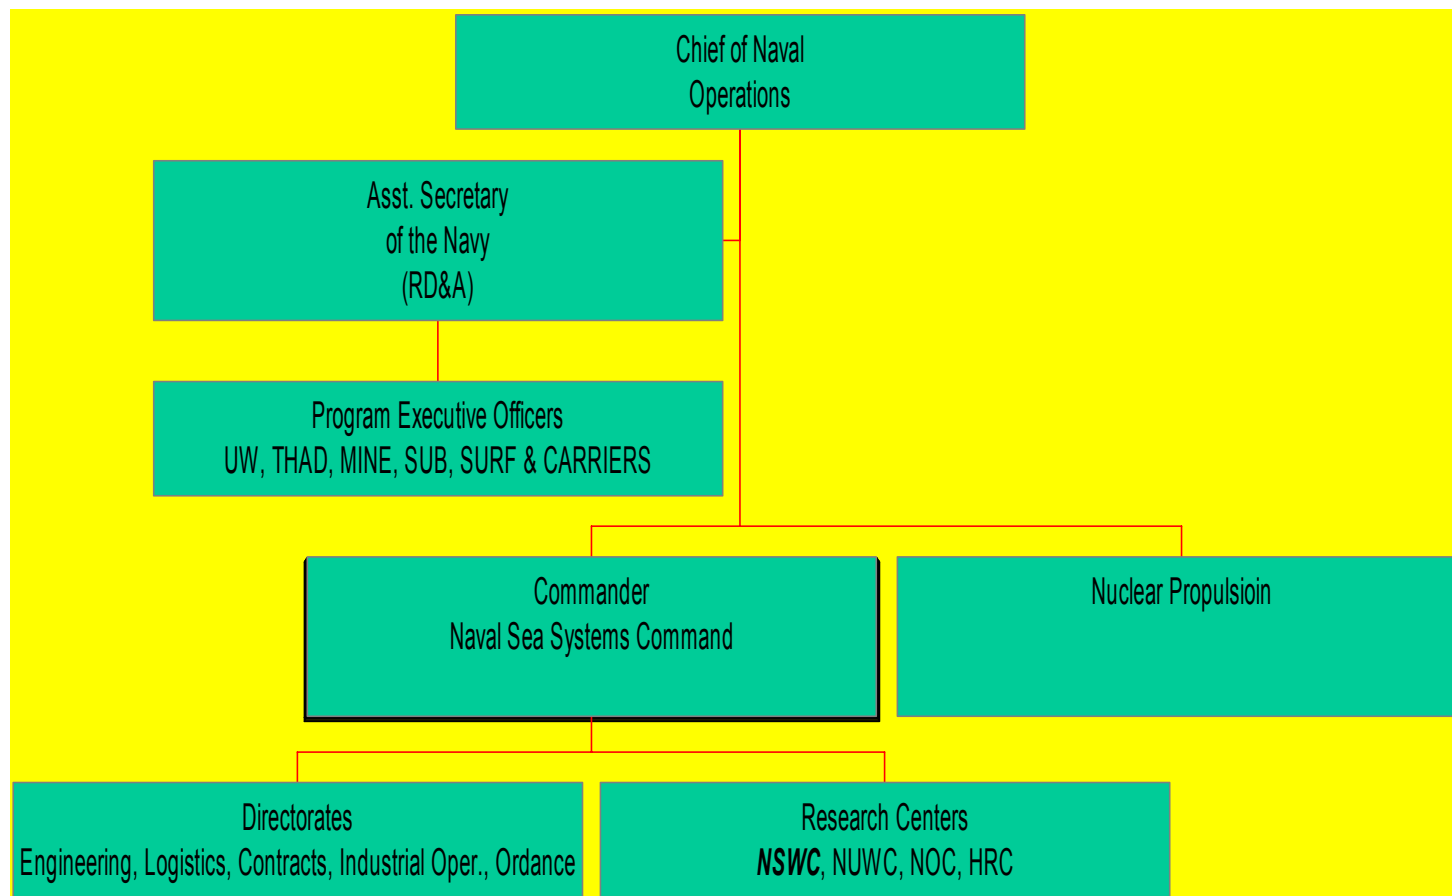 Chief of Naval
Operations
Asst. Secretary
of the Navy
(RD&A)
Program Executive Officers
UW, THAD, MINE, SUB, SURF & CARRIERS
Commander
Naval Sea Systems Command
Nuclear Propulsioin
Directorates
Engineering, Logistics, Contracts, Industrial Oper., Ordance
Research Centers
NSWC, NUWC, NOC, HRC